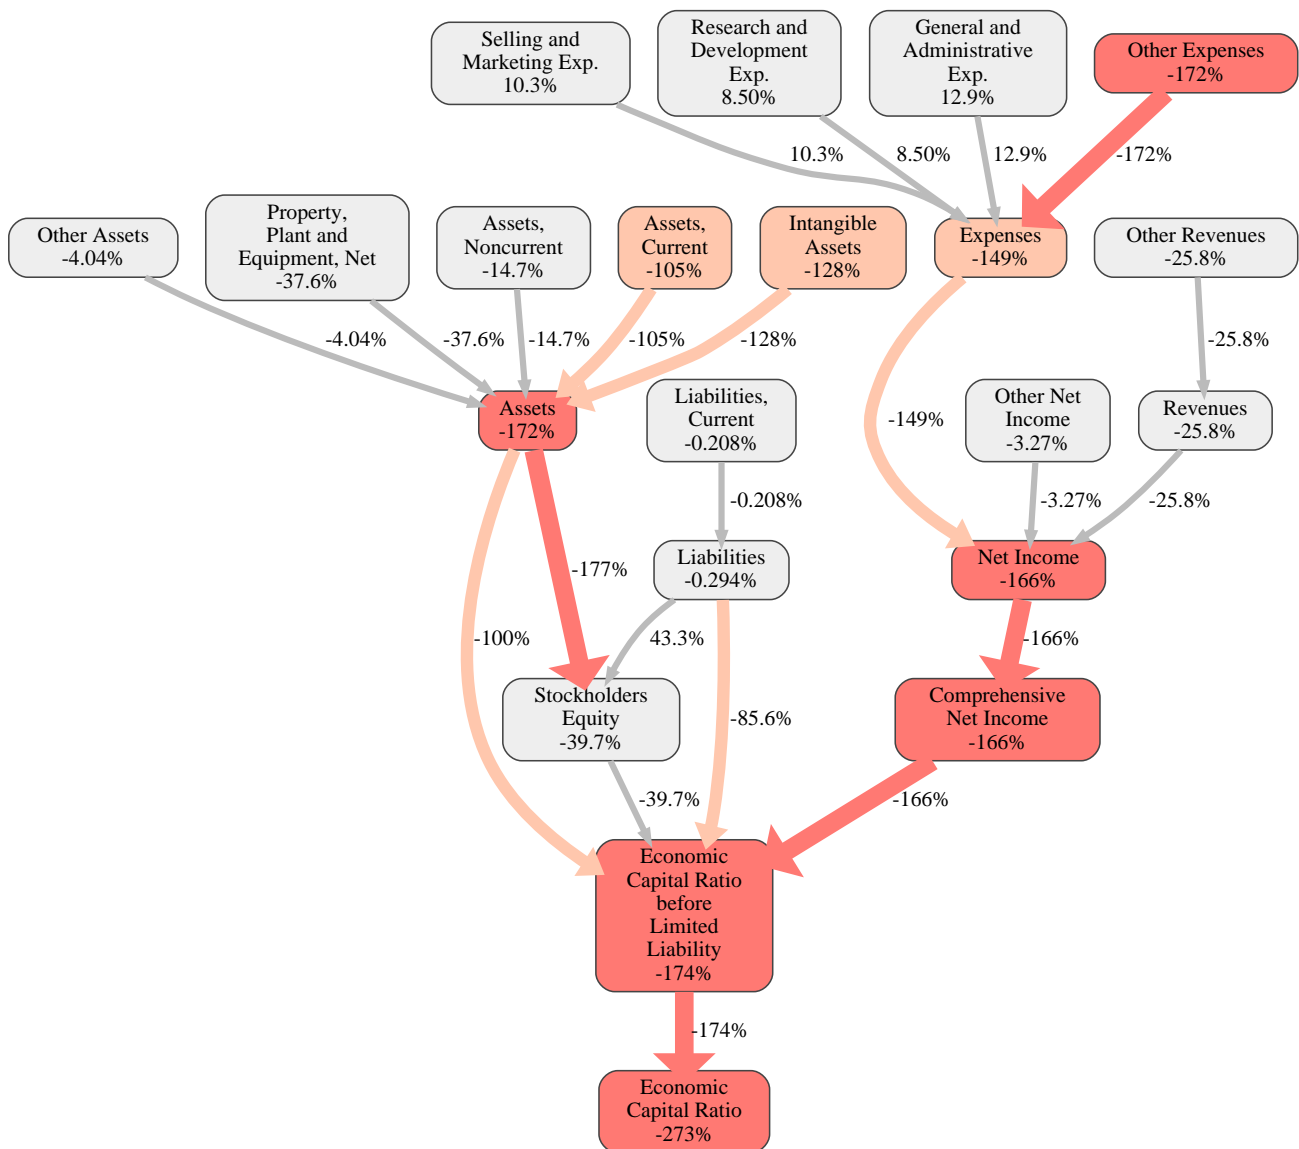 Selling and
Marketing Exp.
10.3%
Research and
Development
Exp.
8.50%
General and
Administrative
Exp.
12.9%
Other Expenses
-172%
10.3%
8.50%
12.9%
-172%
Other Assets
-4.04%
Property,
Plant and
Equipment, Net
-37.6%
Assets,
Noncurrent
-14.7%
Assets,
Current
-105%
Intangible
Assets
-128%
Expenses
-149%
Other Revenues
-25.8%
-4.04%
-37.6%
-14.7%
-105%
-128%
-25.8%
Assets
-172%
Liabilities,
Current
-0.208%
-149%
Other Net
Income
-3.27%
Revenues
-25.8%
-0.208%
-3.27%
-25.8%
-177%
Liabilities
-0.294%
Net Income
-166%
-100%
43.3%
-166%
Stockholders
Equity
-39.7%
-85.6%
Comprehensive
Net Income
-166%
-39.7%
-166%
Economic
Capital Ratio
before
Limited
Liability
-174%
-174%
Economic
Capital Ratio
-273%